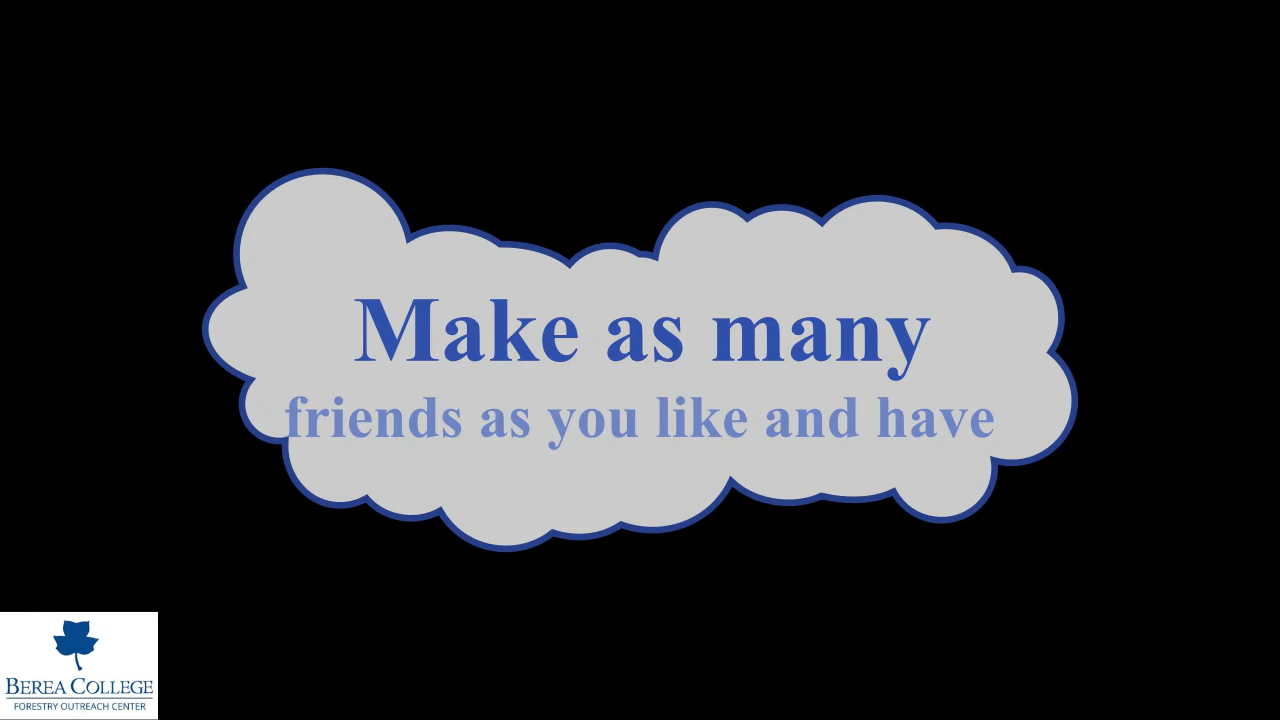 Make as many
friends as you like and have
BEREA COLLEGE
FORESTRY OUTREACH CENTER